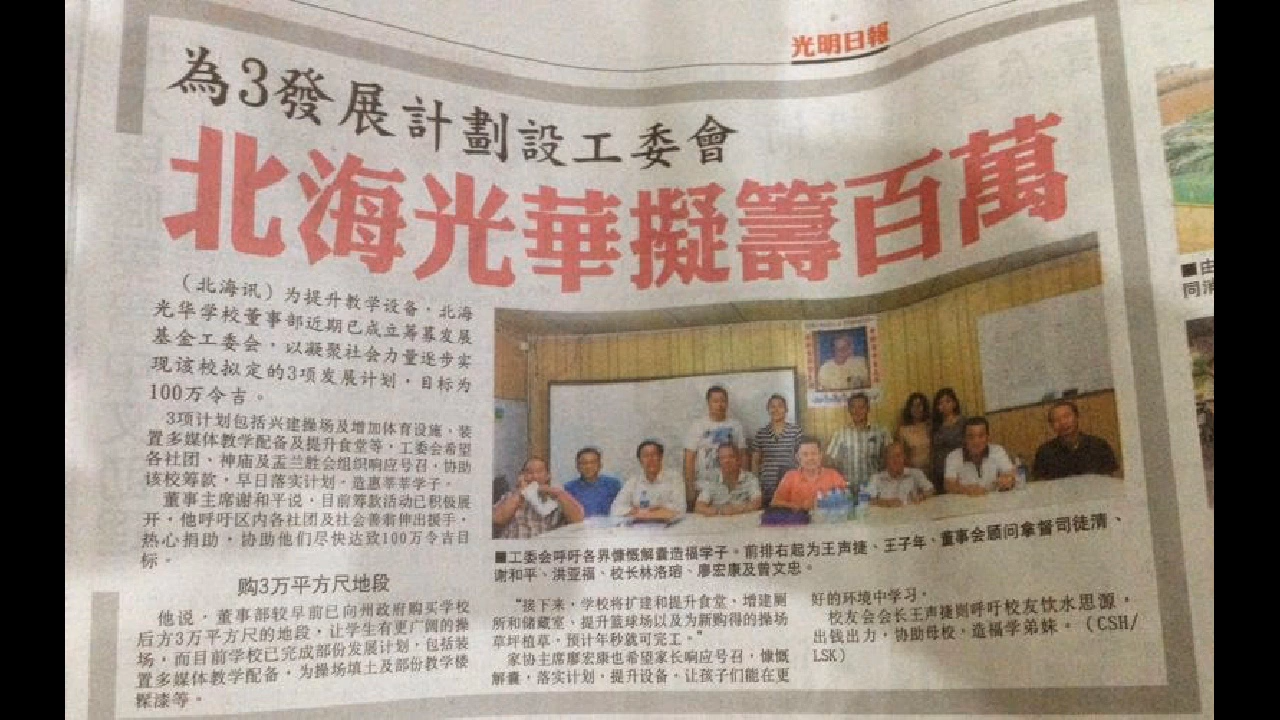 光明日報
為3發展計劃設工委會
北海光華擬籌百萬
（北海讯）为提升教学设备，北海
光华学校董事部近期已成立筹募发展
基金工委会，以凝聚社会力量逐步实
现该校拟定的3项发展计划，目标为
100万令吉。
3项计划包括兴建操场及增加体育设施、装
置多媒体教学配备及提升食堂等，工委会希望
各社团、神庙及盂兰胜会组织响应号召，协助
该校筹款，早日落实计划，造惠莘莘学子。
董事主席谢和平说，目前筹款活动已积极展
开，他呼吁区内各社团及社会善翁伸出援手，
热心捐助，协助他们尽快达致100万令吉目
标。
购3万平方尺地段
他说，董事部较早前已向州政府购买学校
后方3万平方尺的地段，让学生有更广阔的操
场，而目前学校已完成部份发展计划，包括装
置多媒体教学配备，为操场填土及部份教学楼
髹漆等。
■工委会呼吁各界慷慨解囊造福学子。前排右起为王声捷、王子年、董事会顾问拿督司徒清、
谢和平、洪亚福、校长林洛瑢、廖宏康及曾文忠。
“接下来，学校将扩建和提升食堂、增建厕
所和储藏室、提升篮球场以及为新购得的操场
草坪植草，预计年秒就可完工。”
家协主席廖宏康也希望家长响应号召，慷慨
解囊，落实计划，提升设备，让孩子们能在更
好的环境中学习。
校友会会长王声捷则呼吁校友饮水思源，
出钱出力，协助母校，造福学弟妹。（CSH/
LSK）
■由
同消